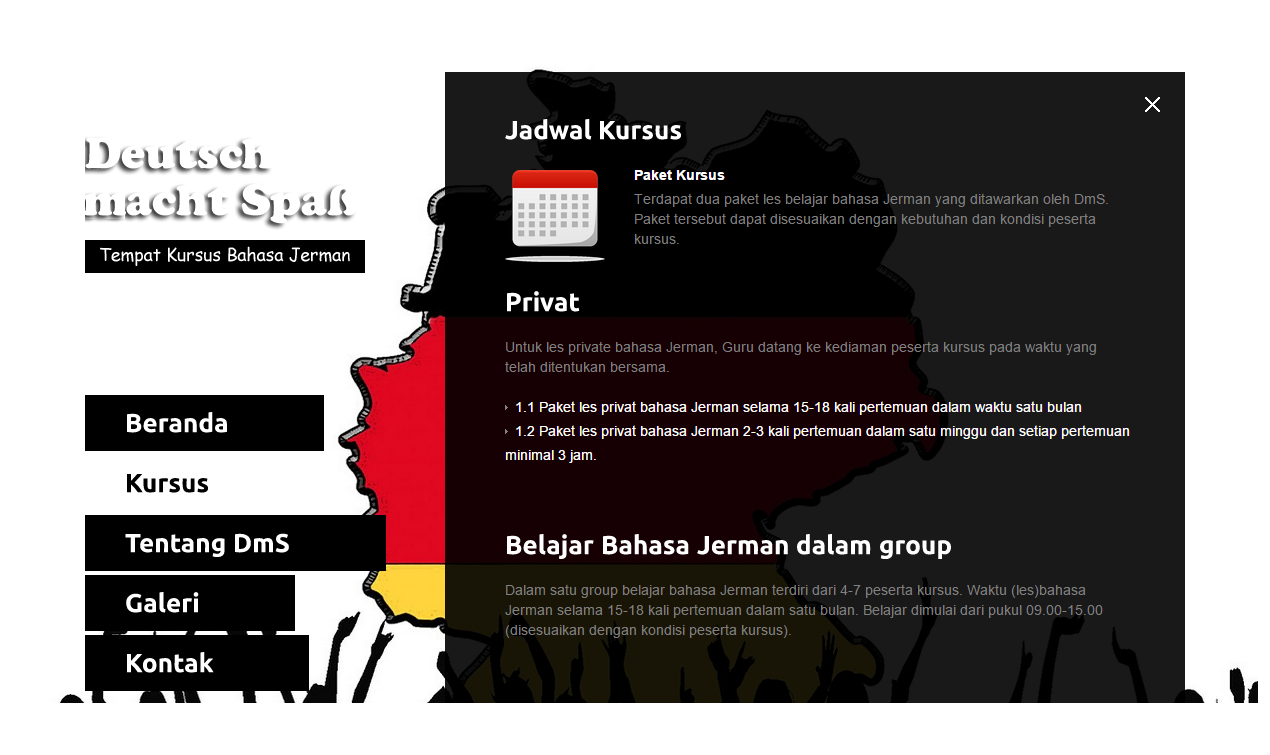 Deutsch
macht Spaß
Tempat Kursus Bahasa Jerman
Beranda
Kursus
Tentang DmS
Galeri
Kontak
Jadwal Kursus
Paket Kursus
Terdapat dua paket les belajar bahasa Jerman yang ditawarkan oleh DmS.
Paket tersebut dapat disesuaikan dengan kebutuhan dan kondisi peserta
kursus.
Privat
Untuk les private bahasa Jerman, Guru datang ke kediaman peserta kursus pada waktu yang
telah ditentukan bersama.
1.1 Paket les privat bahasa Jerman selama 15-18 kali pertemuan dalam waktu satu bulan
1.2 Paket les privat bahasa Jerman 2-3 kali pertemuan dalam satu minggu dan setiap pertemuan
minimal 3 jam.
Belajar Bahasa Jerman dalam group
Dalam satu group belajar bahasa Jerman terdiri dari 4-7 peserta kursus. Waktu (les)bahasa
Jerman selama 15-18 kali pertemuan dalam satu bulan. Belajar dimulai dari pukul 09.00-15.00
(disesuaikan dengan kondisi peserta kursus).